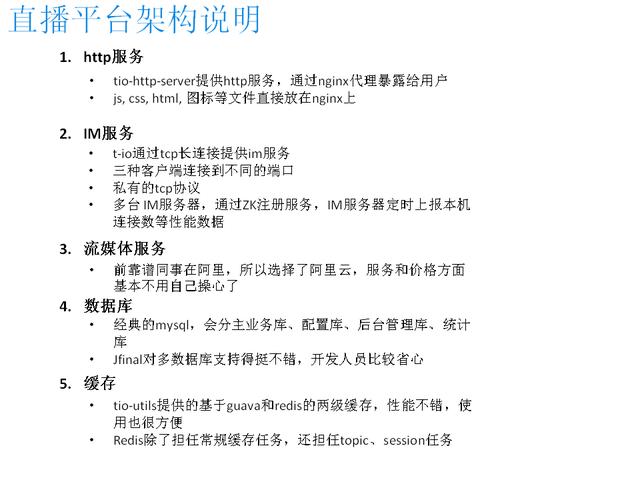 直播平台架构说明
1. http服务
• tio-http-server提供http服务，通过nginx代理暴露给用户
• js, css, html, 图标等文件直接放在nginx上
2. IM服务
• t-io通过tcp长连接提供im服务
• 三种客户端连接到不同的端口
• 私有的tcp协议
• 多台 IM服务器，通过ZK注册服务，IM服务器定时上报本机
连接数等性能数据
3. 流媒体服务
• 前靠谱同事在阿里，所以选择了阿里云，服务和价格方面
基本不用自己操心了
4. 数据库
• 经典的mysql，会分主业务库、配置库、后台管理库、统计
库
• Jfinal对多数据库支持得挺不错，开发人员比较省心
5. 缓存
• tio-utils提供的基于guava和redis的两级缓存，性能不错，使
用也很方便
• Redis除了担任常规缓存任务，还担任topic、session任务